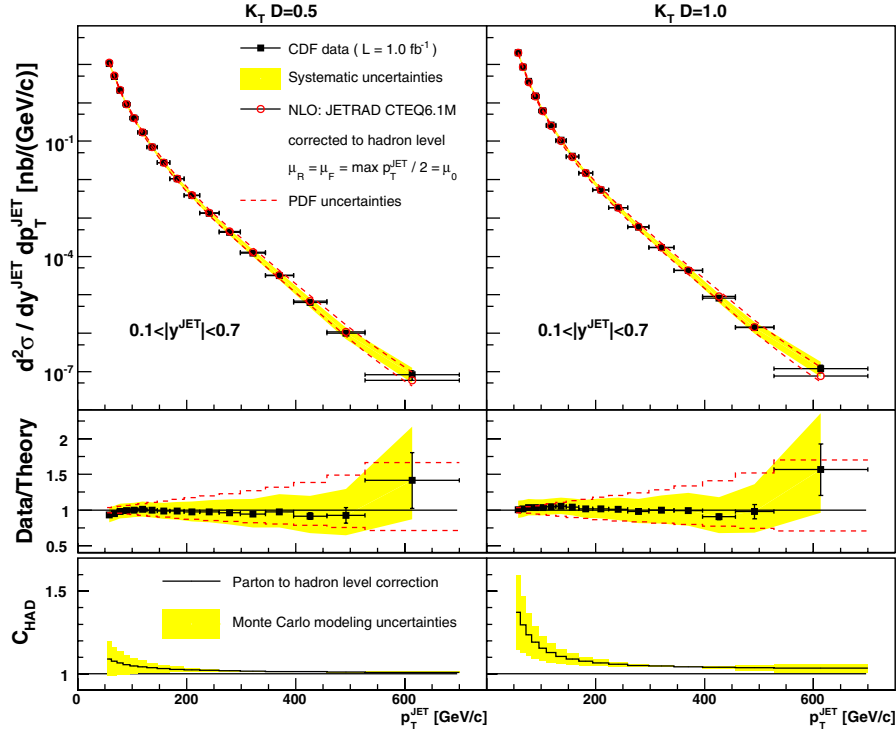 K_T D=0.5
K_T D=1.0
d²σ / dy^JET dp_T^JET [nb/(GeV/c)]
10⁻¹
10⁻⁴
10⁻⁷
CDF data ( L = 1.0 fb⁻¹)
Systematic uncertainties
NLO: JETRAD CTEQ6.1M
corrected to hadron level
μ_R = μ_F = max p_T^JET / 2 = μ_0
PDF uncertainties
0.1<|y^JET|<0.7
0.1<|y^JET|<0.7
Data/Theory
2
1.5
1
0.5
C_HAD
1.5
1
Parton to hadron level correction
Monte Carlo modeling uncertainties
0 200 400 600
p_T^JET [GeV/c]
0 200 400 600
p_T^JET [GeV/c]